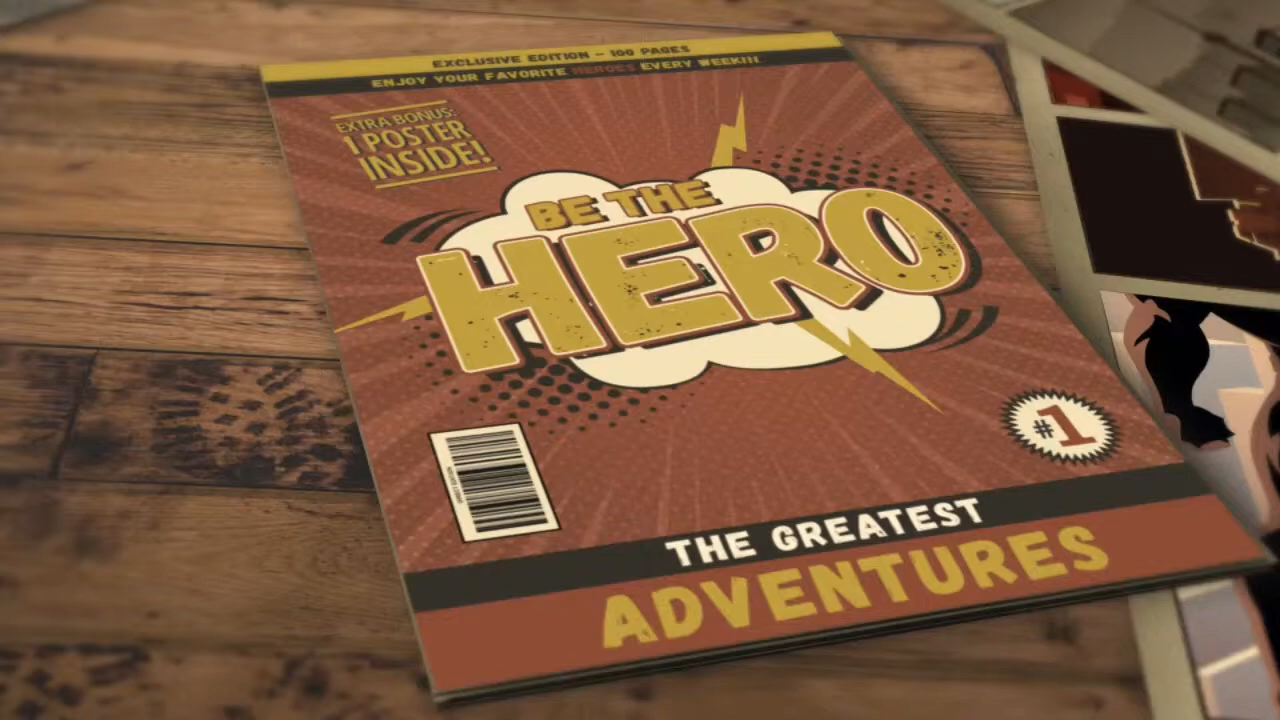 EXCLUSIVE EDITION – 100 PAGES
ENJOY YOUR FAVORITE HEROES EVERY WEEK!!!
EXTRA BONUS:
1 POSTER
INSIDE!
BE THE
HERO
#1
THE GREATEST
ADVENTURES